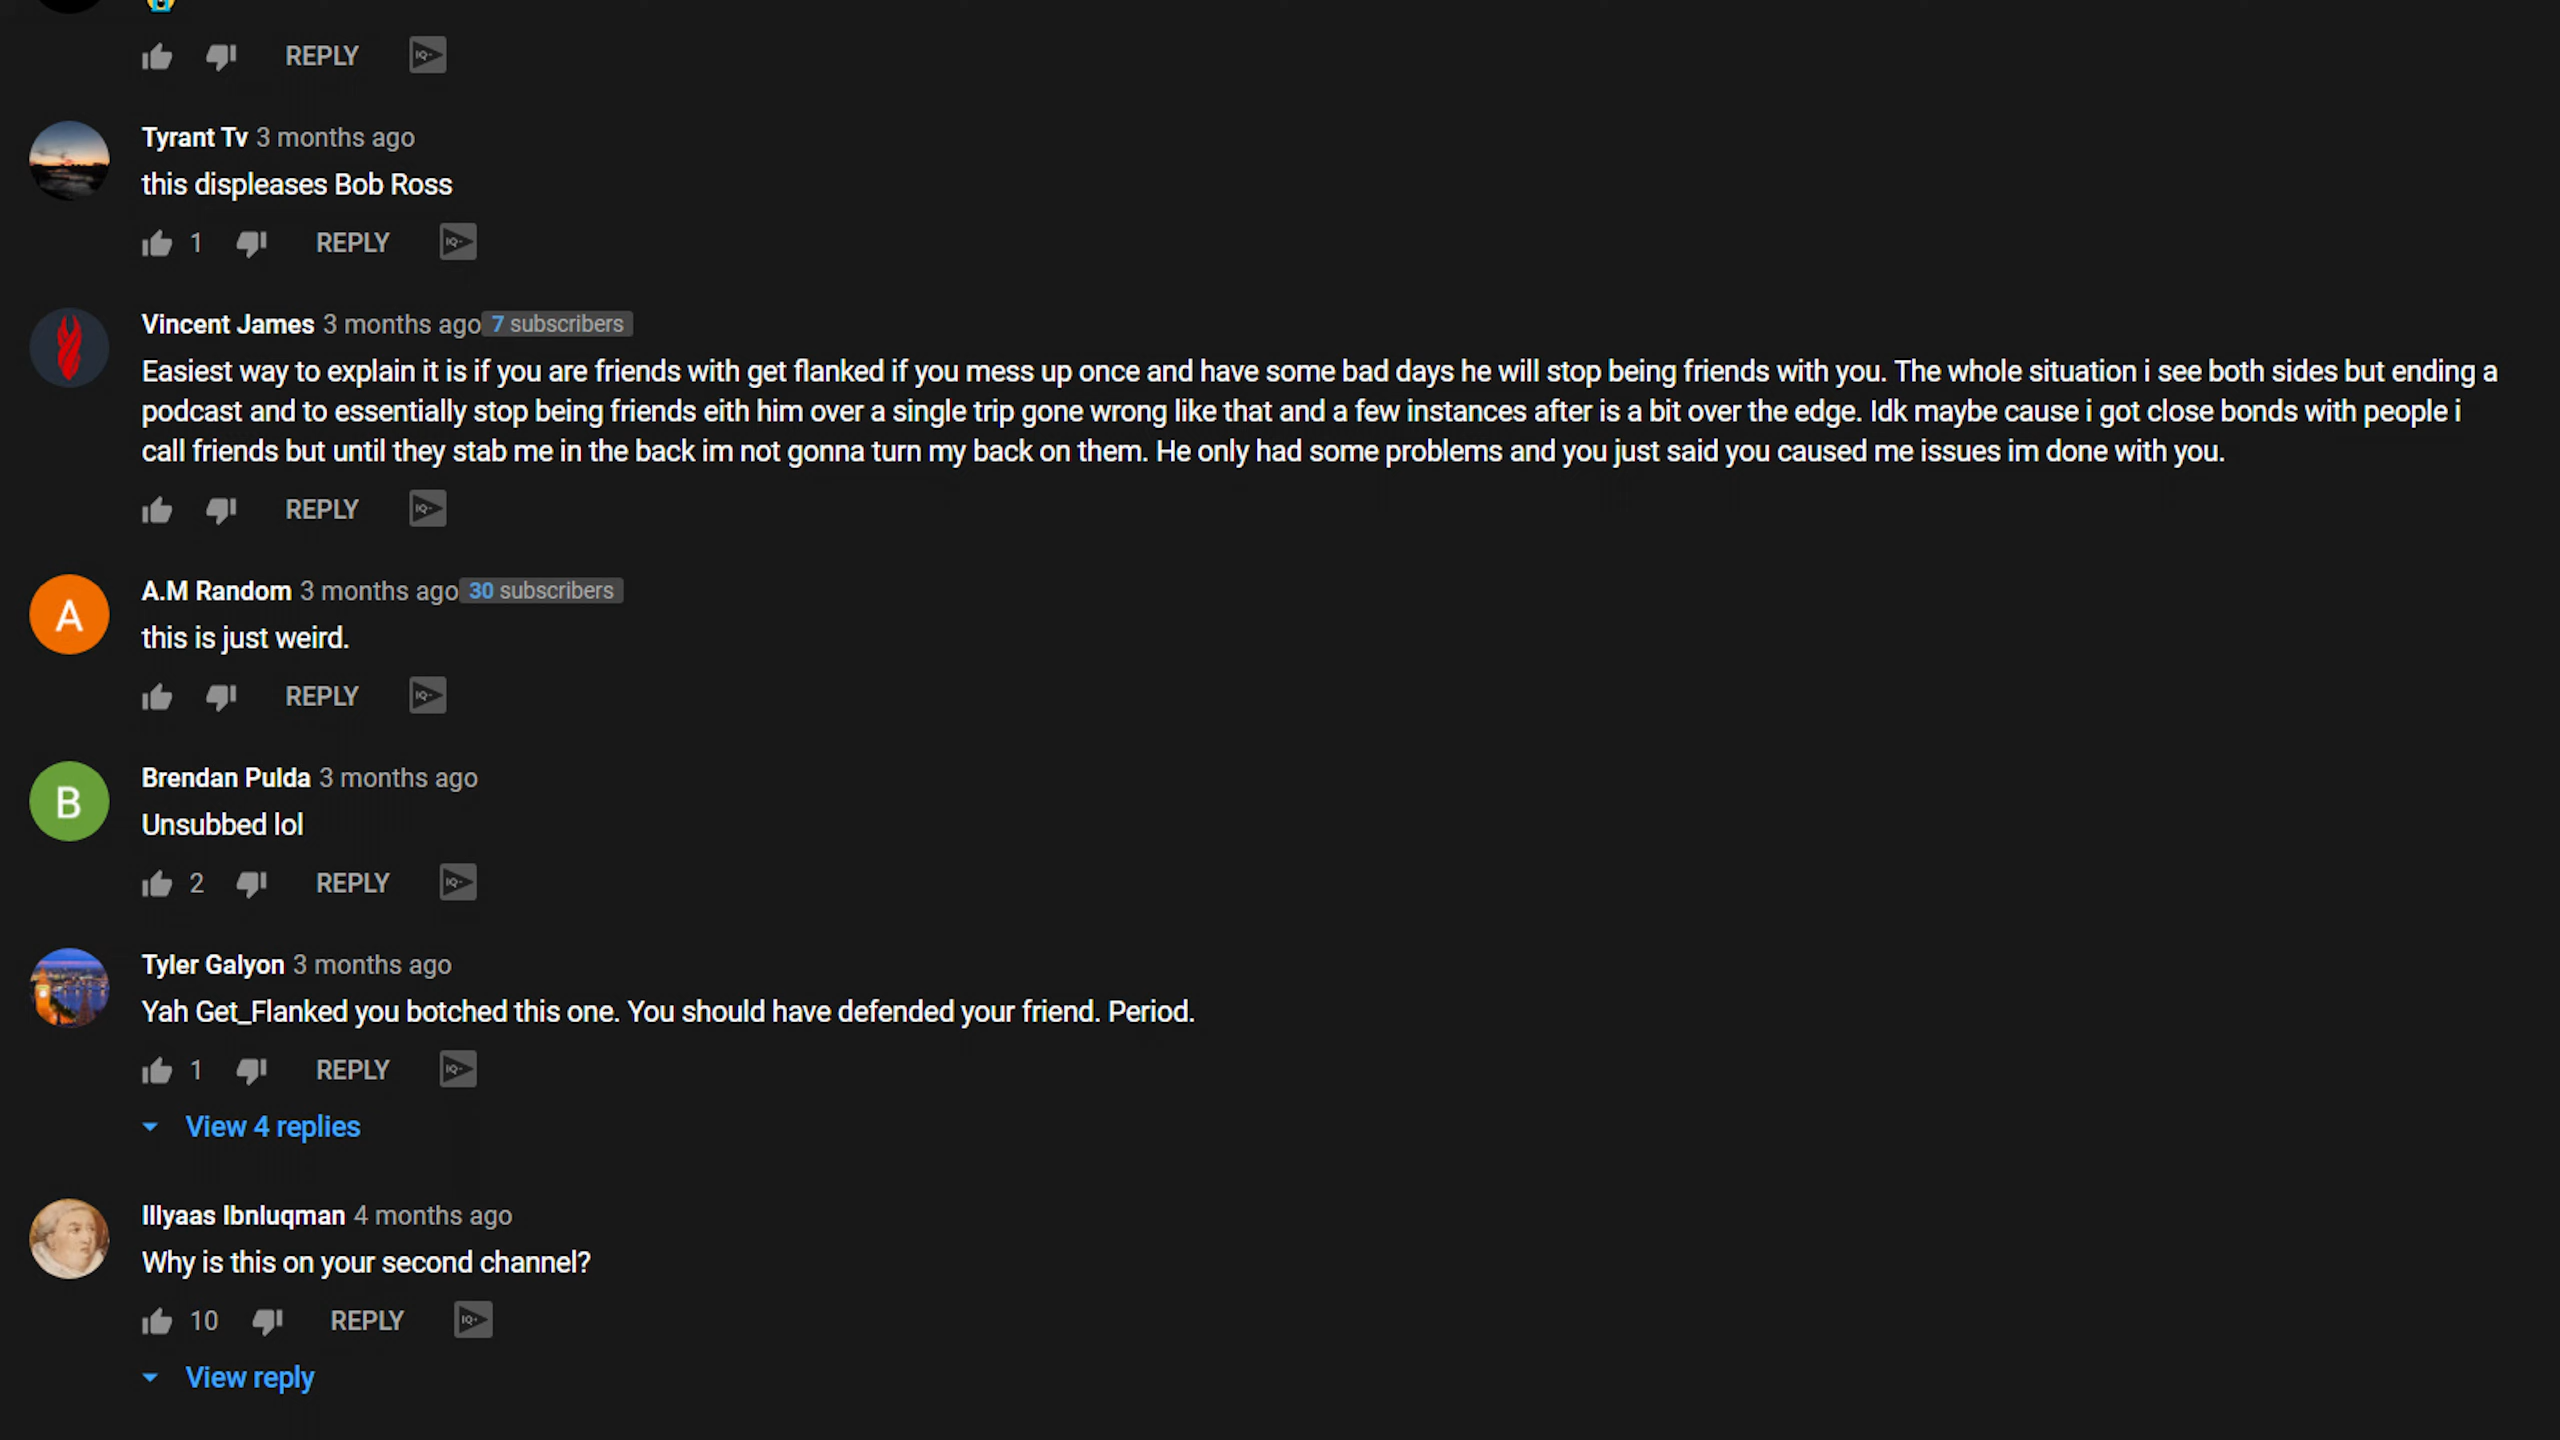 REPLY IQ
Tyrant Tv 3 months ago
this displeases Bob Ross
1 REPLY IQ
Vincent James 3 months ago 7 subscribers
Easiest way to explain it is if you are friends with get flanked if you mess up once and have some bad days he will stop being friends with you. The whole situation i see both sides but ending a
podcast and to essentially stop being friends eith him over a single trip gone wrong like that and a few instances after is a bit over the edge. Idk maybe cause i got close bonds with people i
call friends but until they stab me in the back im not gonna turn my back on them. He only had some problems and you just said you caused me issues im done with you.
REPLY IQ
A
A.M Random 3 months ago 30 subscribers
this is just weird.
REPLY IQ
B
Brendan Pulda 3 months ago
Unsubbed lol
2 REPLY IQ
Tyler Galyon 3 months ago
Yah Get_Flanked you botched this one. You should have defended your friend. Period.
1 REPLY IQ
View 4 replies
Illyaas Ibnluqman 4 months ago
Why is this on your second channel?
10 REPLY IQ
View reply